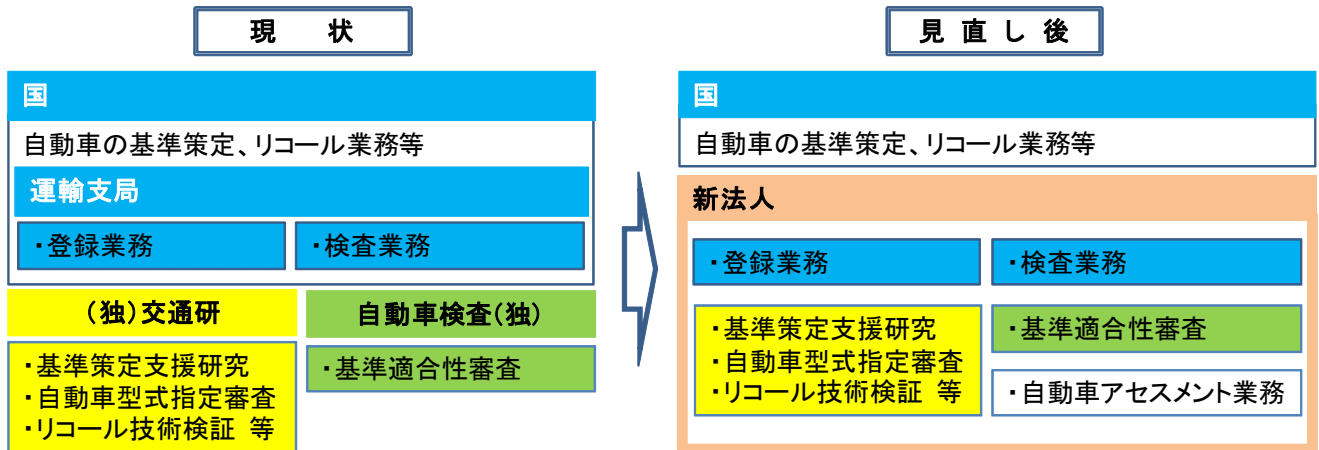 現 状
国
自動車の基準策定、リコール業務等
運輸支局
・登録業務
・検査業務
(独)交通研
・基準策定支援研究
・自動車型式指定審査
・リコール技術検証 等
自動車検査(独)
・基準適合性審査
見 直 し 後
国
自動車の基準策定、リコール業務等
新法人
・登録業務
・検査業務
・基準策定支援研究
・自動車型式指定審査
・リコール技術検証 等
・基準適合性審査
・自動車アセスメント業務